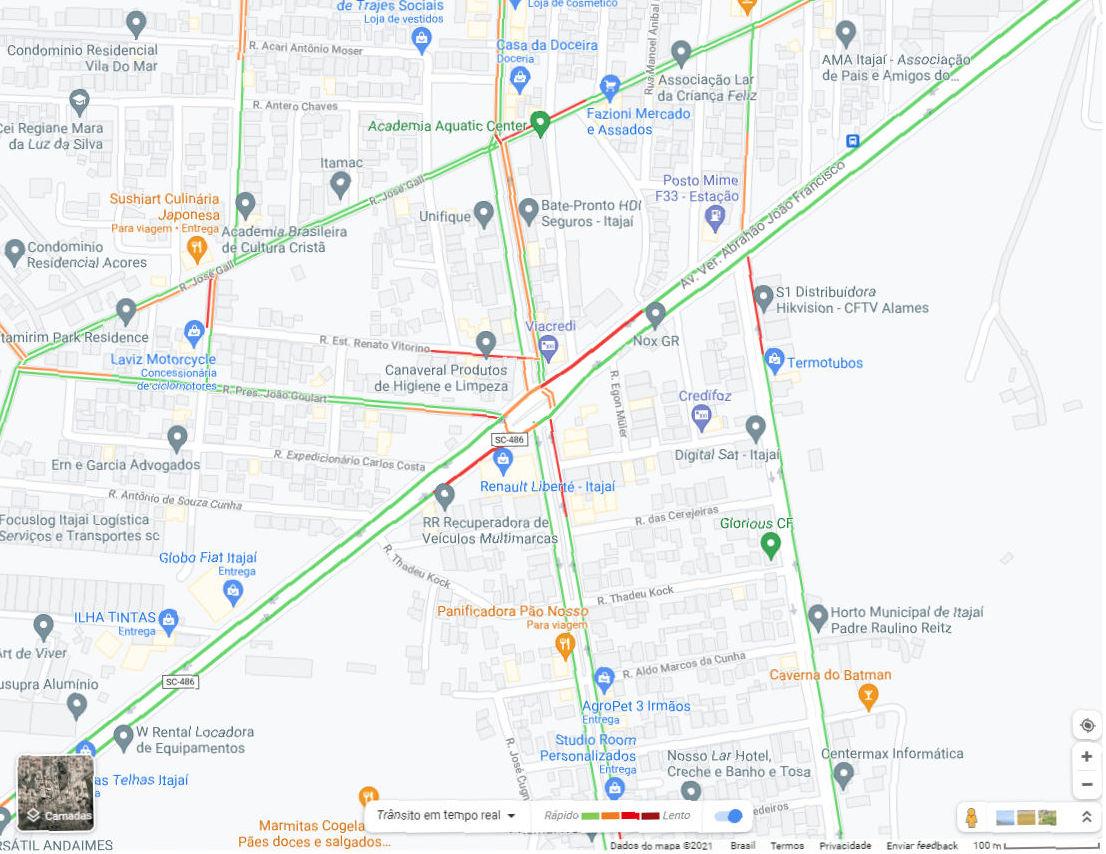 de Trajes Sociais
Loja de vestidos
Loja de cosmético
R. Acari Antônio Moser
Condominio Residencial
Vila Do Mar
Casa da Doceira
Doceria
Rua Manoel Anibal
AMA Itajaí - Associação
de Pais e Amigos do...
Associação Lar
da Criança Feliz
R. Antero Chaves
Cei Regiane Mara
da Luz da Silva
Academia Aquatic Center
Fazioni Mercado
e Assados
Itamac
R. José Gall
Sushiart Culinária
Japonesa
Para viagem • Entrega
Posto Mime
F33 - Estação
Unifique
Bate-Pronto HDI
Seguros - Itajaí
Av. Ver. Abrahão João Francisco
Academia Brasileira
de Cultura Cristã
Condominio
Residencial Acores
R. José Gall
S1 Distribuídora
Hikvision - CFTV Alames
tamirim Park Residence
Viacredi
R. Est. Renato Vitorino
Nox GR
Laviz Motorcycle
Concessionária
de ciclomotores
Canaveral Produtos
de Higiene e Limpeza
Termotubos
R. Pres. João Goulart
R. Egon Müller
Credifoz
SC-486
Ern e Garcia Advogados
R. Expedicionário Carlos Costa
Digital Sat - Itajaí
Renault Liberté - Itajaí
R. Antônio de Souza Cunha
Focuslog Itajaí Logística
Serviços e Transportes sc
RR Recuperadora de
Veículos Multimarcas
R. das Cerejeiras
Glorious CF
Globo Fiat Itajaí
Entrega
R. Thadeu Kock
R. Thadeu Kock
ILHA TINTAS
Entrega
Panificadora Pão Nosso
Para viagem
Horto Municipal de Itajaí
Padre Raulino Reitz
Art de Viver
R. Aldo Marcos da Cunha
SC-486
Caverna do Batman
usupra Alumínio
AgroPet 3 Irmãos
Entrega
W Rental Locadora
de Equipamentos
R. José Cugn
Studio Room
Personalizados
Entrega
Nosso Lar Hotel,
Creche e Banho e Tosa
Centermax Informática
as Telhas Itajaí
Camadas
Marmitas Cogela
Pães doces e salgados...
Trânsito em tempo real
Rápido
Lento
edeiros
RSÁTIL ANDAIMES
Dados do mapa ©2021 Brasil Termos Privacidade Enviar feedback 100 m